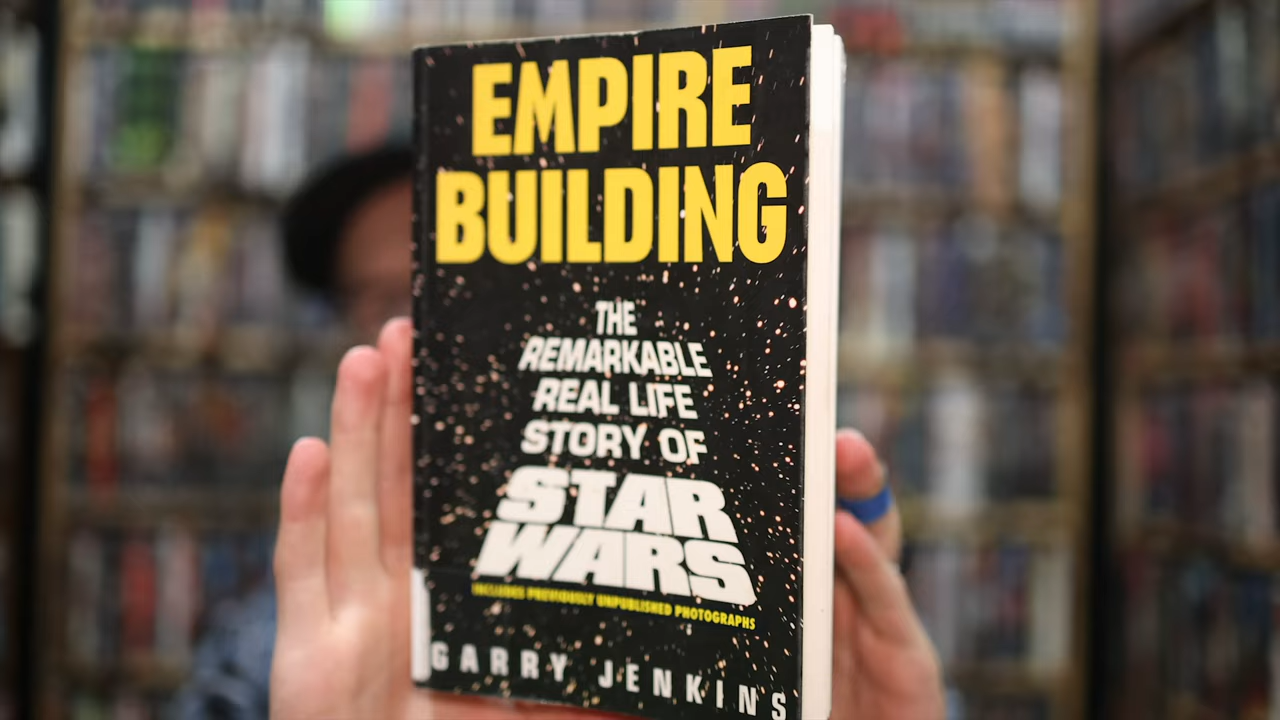 EMPIRE
BUILDING
THE
REMARKABLE
REAL LIFE
STORY OF
STAR
WARS
INCLUDES PREVIOUSLY UNPUBLISHED PHOTOGRAPHS
GARRY JENKINS